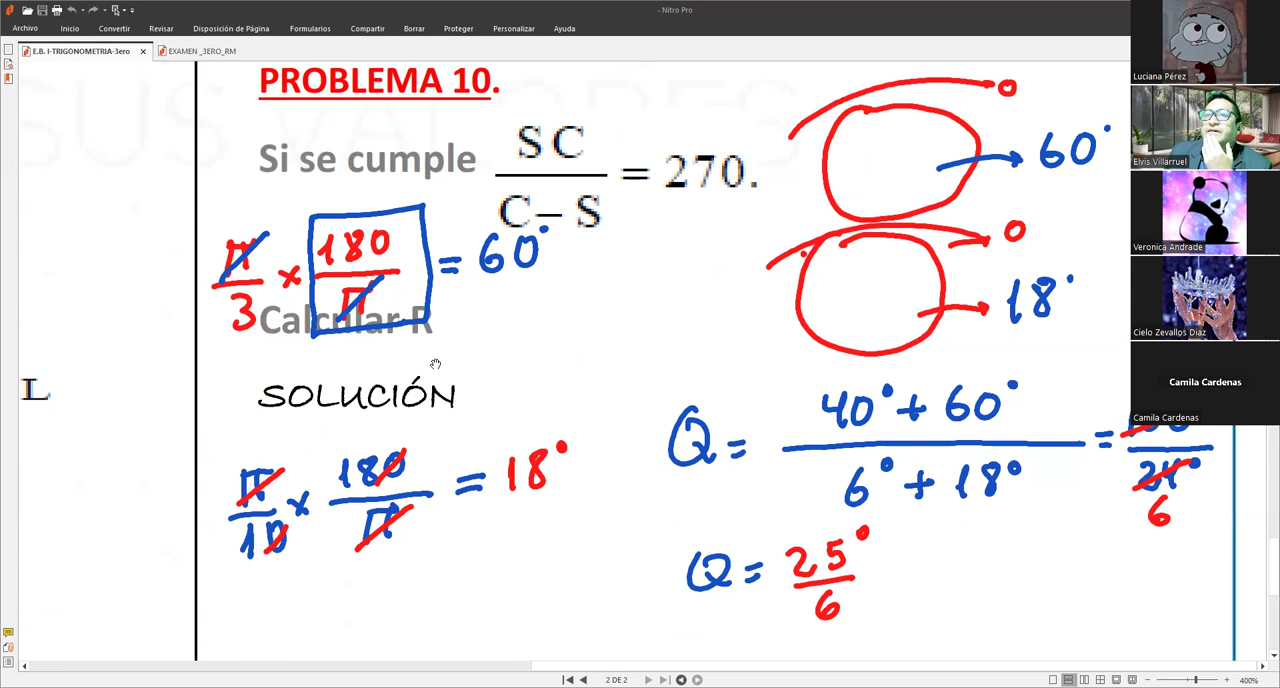 - Nitro Pro
Archivo Inicio Convertir Revisar Disposición de Página Formularios Compartir Borrar Proteger Personalizar Ayuda
E.B. I-TRIGONOMETRIA-3ero EXAMEN _3ERO_RM
PROBLEMA 10.
Si se cumple SC / C – S = 270.
π/3 × 180/π = 60°
Calcular R
L
SOLUCIÓN
π/10 × 180/π = 18°
0
60°
0
18°
Q = 40° + 60° / 6° + 18° =
6
Q = 25°/6
Luciana Pérez
Elvis Villarruel
Veronica Andrade
Cielo Zevallos Diaz
Camila Cardenas
Camila Cardenas
2 DE 2
400%